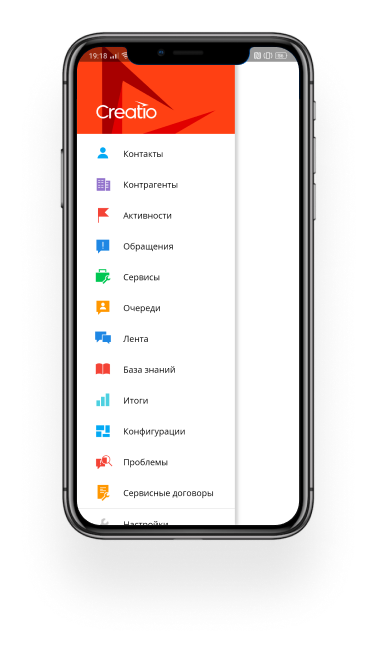 19:18
Creatio
Контакты
Контрагенты
Активности
Обращения
Сервисы
Очереди
Лента
База знаний
Итоги
Конфигурации
Проблемы
Сервисные договоры
Настройки